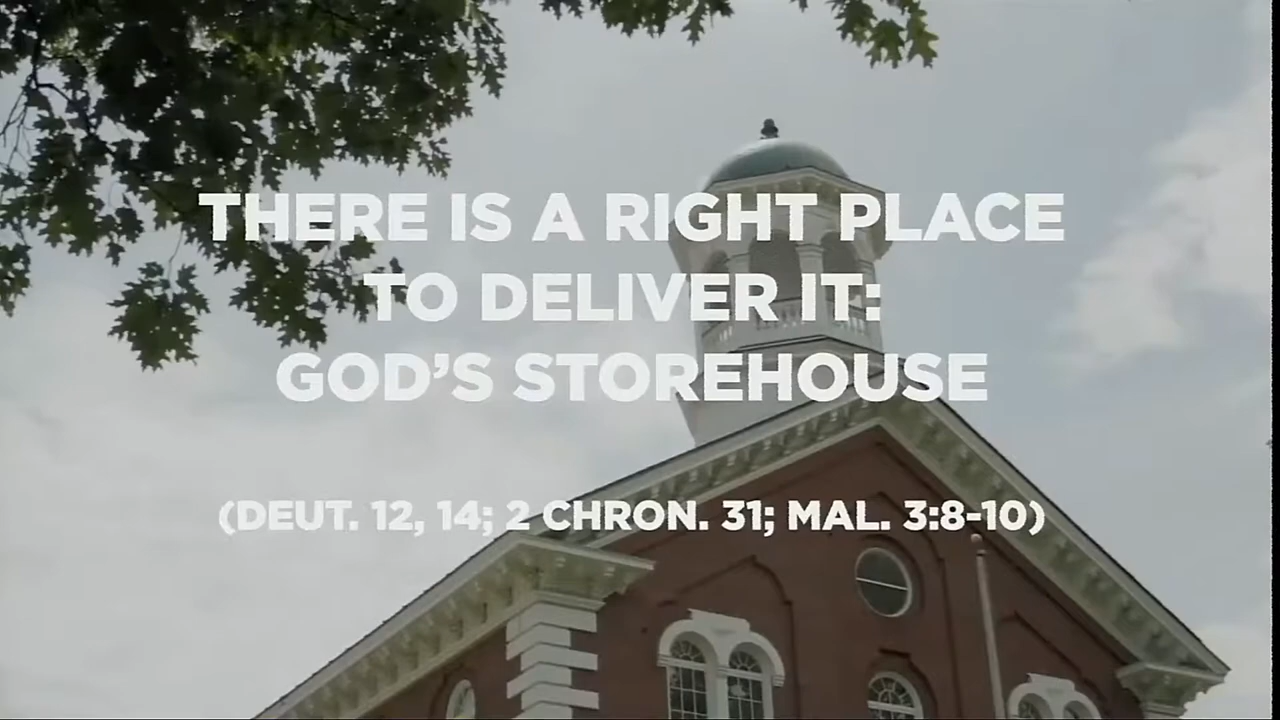 THERE IS A RIGHT PLACE
TO DELIVER IT:
GOD'S STOREHOUSE
(DEUT. 12, 14; 2 CHRON. 31; MAL. 3:8-10)